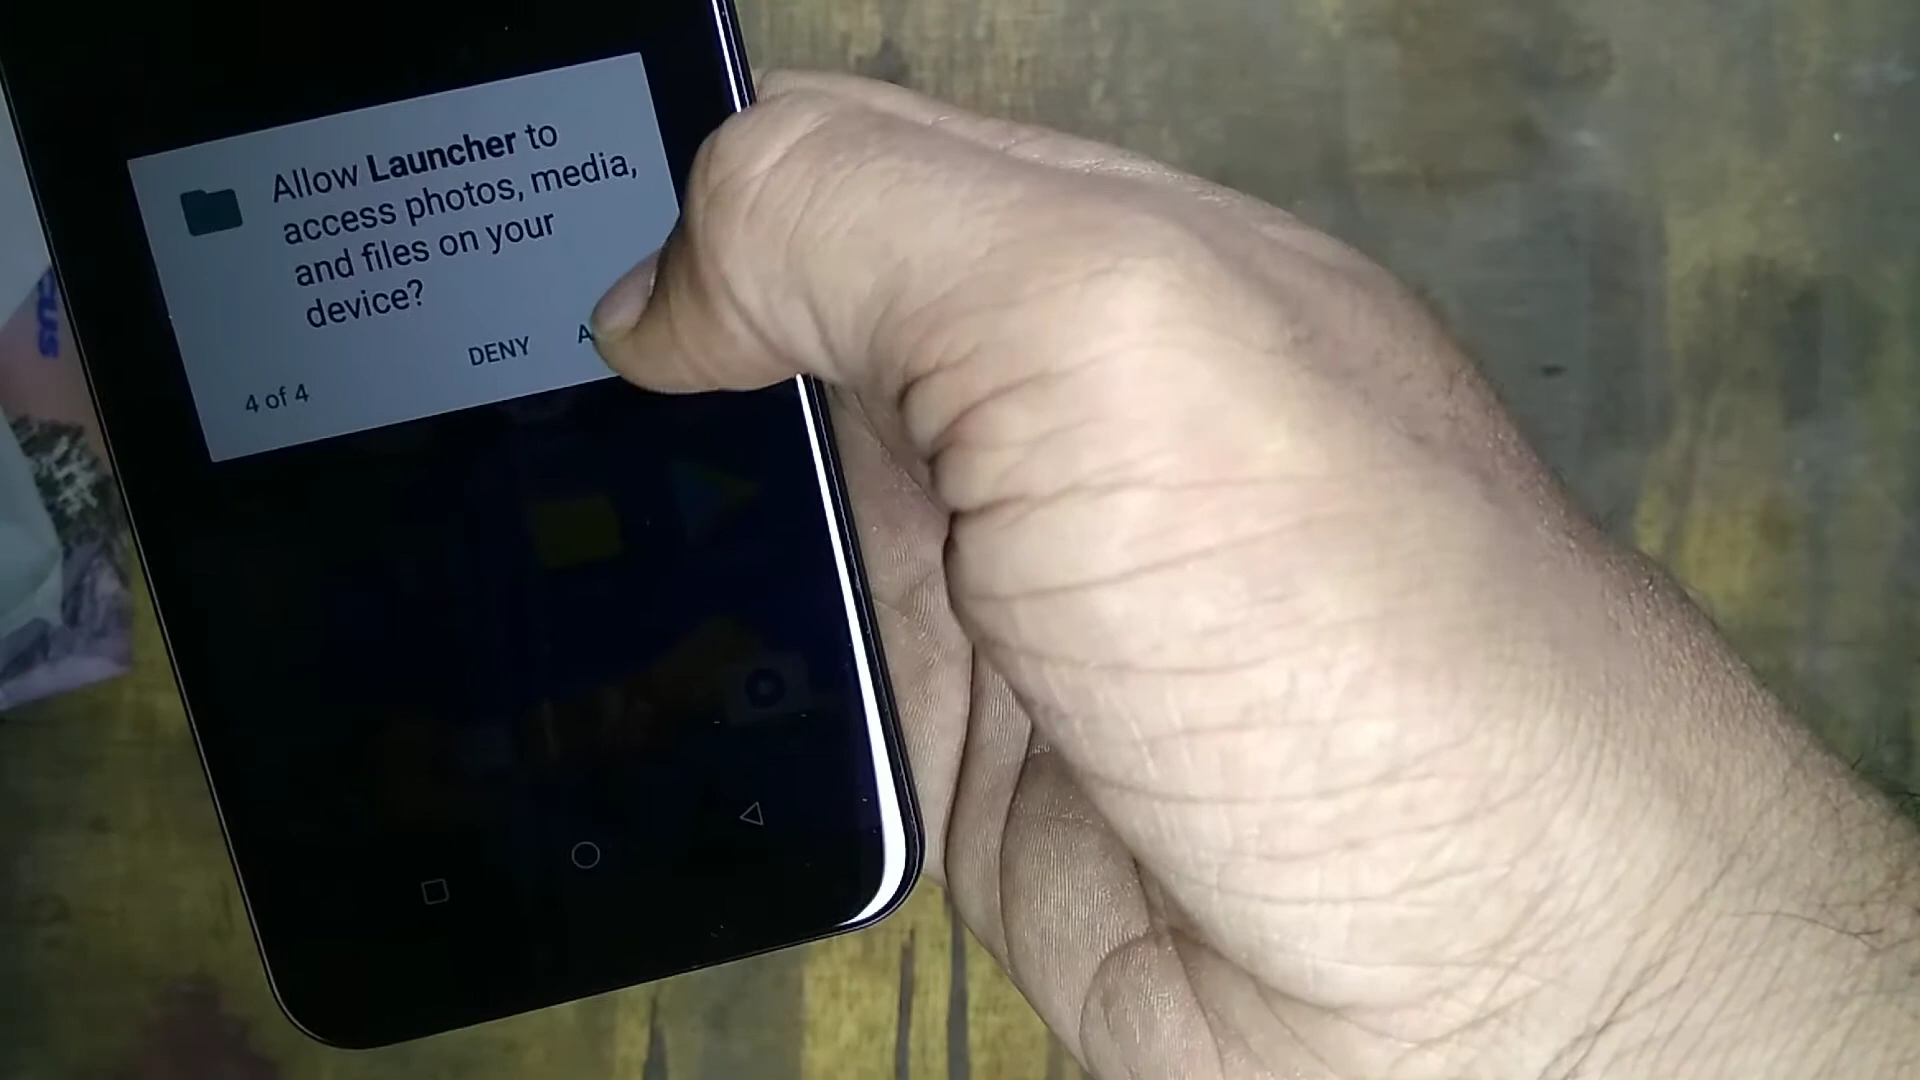 Allow Launcher to
access photos, media,
and files on your
device?
DENY
4 of 4